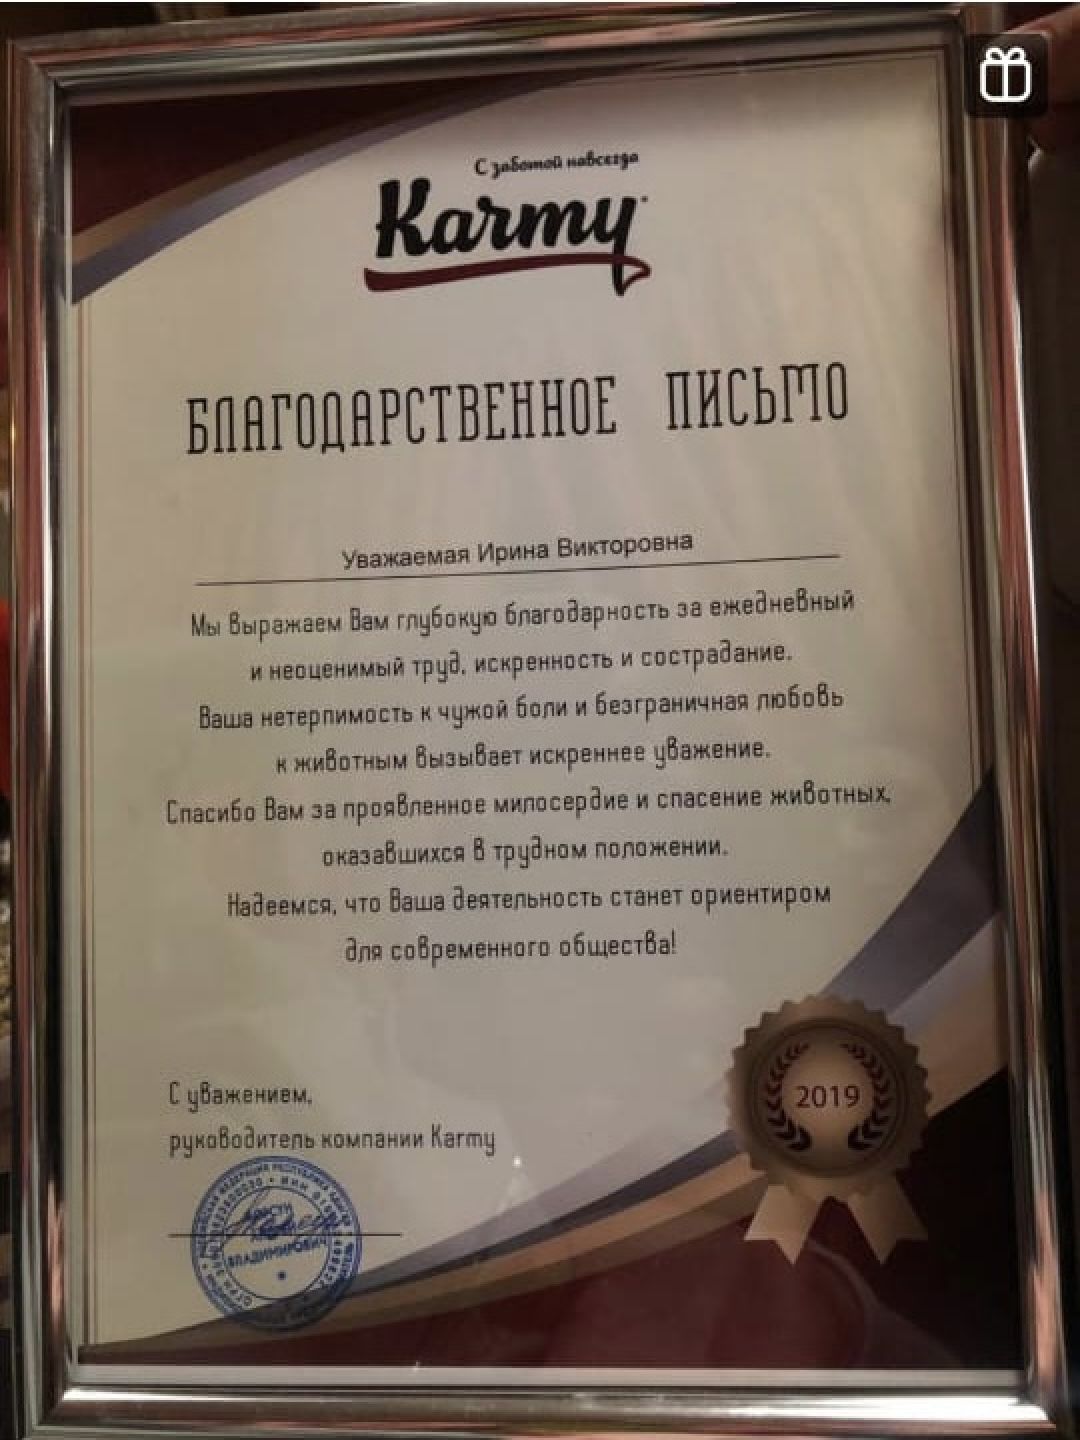 С заботой навсегда
Karmy
БЛАГОДАРСТВЕННОЕ ПИСЬМО
Уважаемая Ирина Викторовна
Мы выражаем Вам глубокую благодарность за ежедневный
и неоценимый труд, искренность и сострадание.
Ваша нетерпимость к чужой боли и безграничная любовь
к животным вызывает искреннее уважение.
Спасибо Вам за проявленное милосердие и спасение животных,
оказавшихся в трудном положении.
Надеемся, что Ваша деятельность станет ориентиром
для современного общества!
2019
С уважением,
руководитель компании Karmy
ВЛАДИМИРОВИЧ